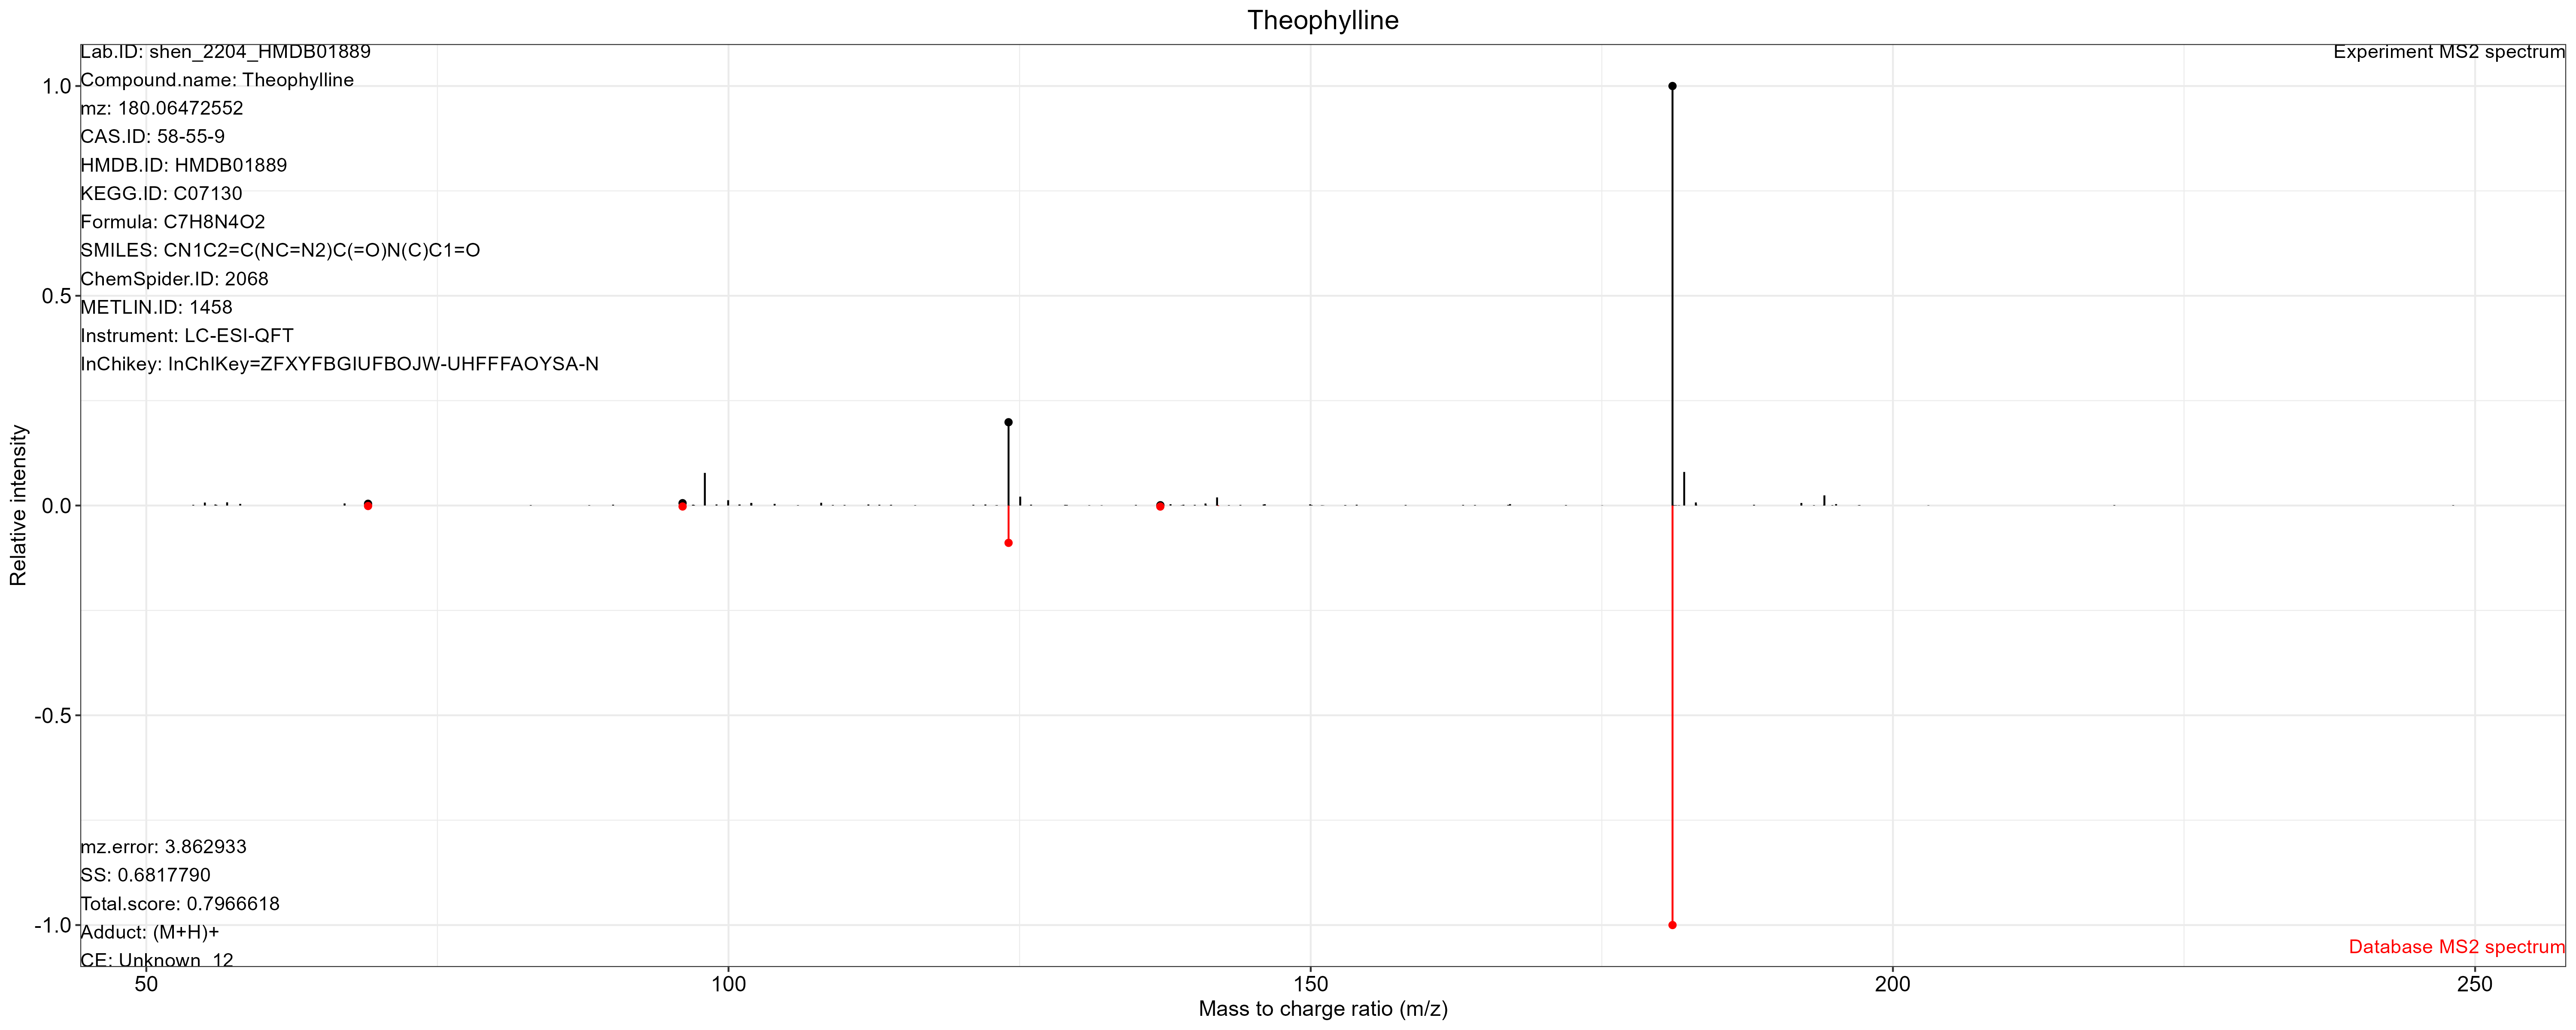 Theophylline
Lab.ID: shen_2204_HMDB01889
Experiment MS2 spectrum
Compound.name: Theophylline
mz: 180.06472552
CAS.ID: 58-55-9
HMDB.ID: HMDB01889
KEGG.ID: C07130
Formula: C7H8N4O2
SMILES: CN1C2=C(NC=N2)C(=O)N(C)C1=O
ChemSpider.ID: 2068
METLIN.ID: 1458
Instrument: LC-ESI-QFT
InChikey: InChIKey=ZFXYFBGIUFBOJW-UHFFFAOYSA-N
1.0
0.5
0.0
-0.5
-1.0
Relative intensity
mz.error: 3.862933
SS: 0.6817790
Total.score: 0.7966618
Adduct: (M+H)+
CE: Unknown_12
Database MS2 spectrum
50 100 150 200 250
Mass to charge ratio (m/z)